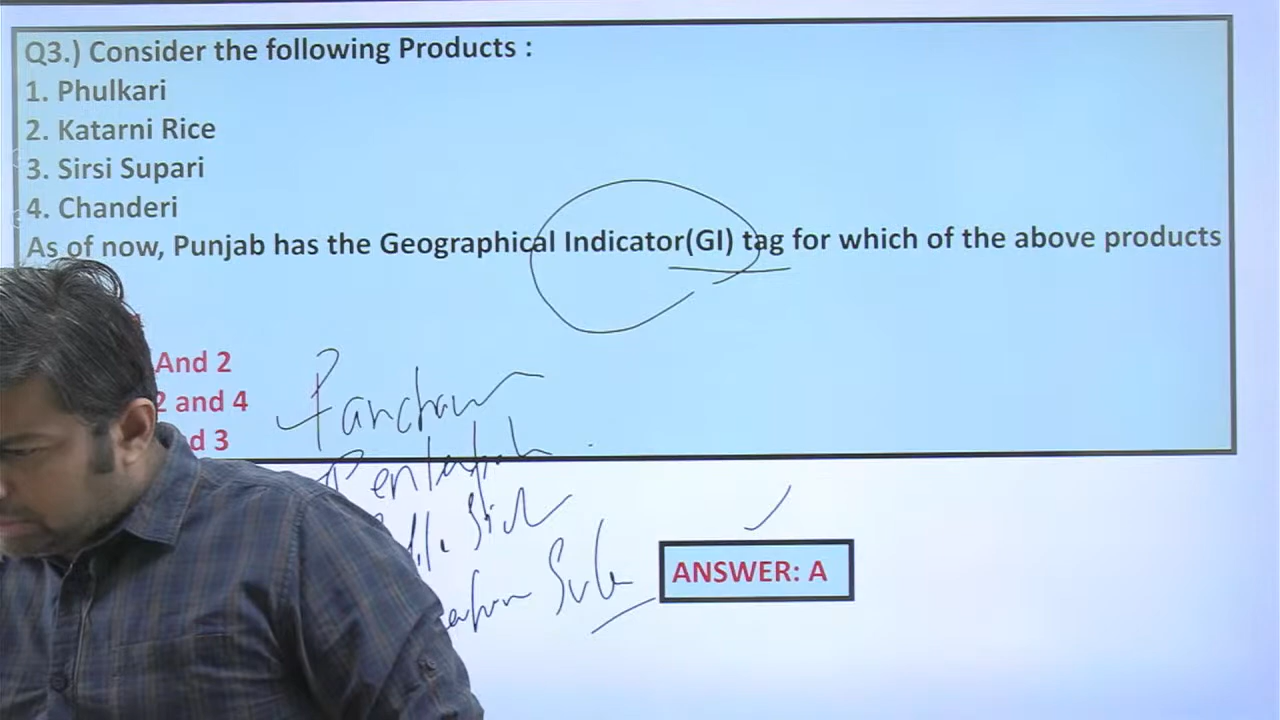 Q3.) Consider the following Products :
1. Phulkari
2. Katarni Rice
3. Sirsi Supari
4. Chanderi
As of now, Punjab has the Geographical Indicator(GI) tag for which of the above products
And 2
2 and 4
d 3
ANSWER: A